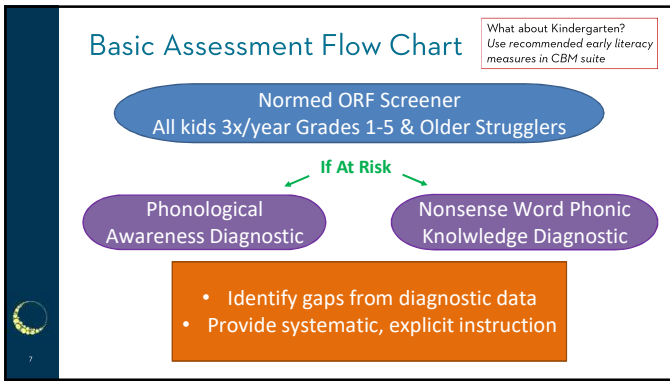 Basic Assessment Flow Chart
What about Kindergarten?
Use recommended early literacy
measures in CBM suite
Normed ORF Screener
All kids 3x/year Grades 1-5 & Older Strugglers
If At Risk
Phonological
Awareness Diagnostic
Nonsense Word Phonic
Knolwledge Diagnostic
• Identify gaps from diagnostic data
• Provide systematic, explicit instruction
7